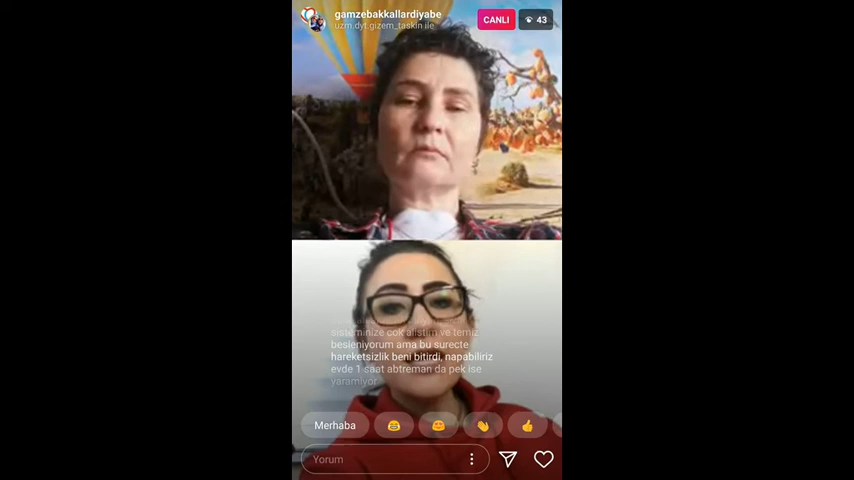 gamzebakkallardiyabe
uzm.dyt.gizem_taskin ile
CANLI
43
sisteminize cok alistim ve temiz
besleniyorum ama bu surecte
hareketsizlik beni bitirdi, napabiliriz
evde 1 saat abtreman da pek ise
yaramiyor
Merhaba
Yorum